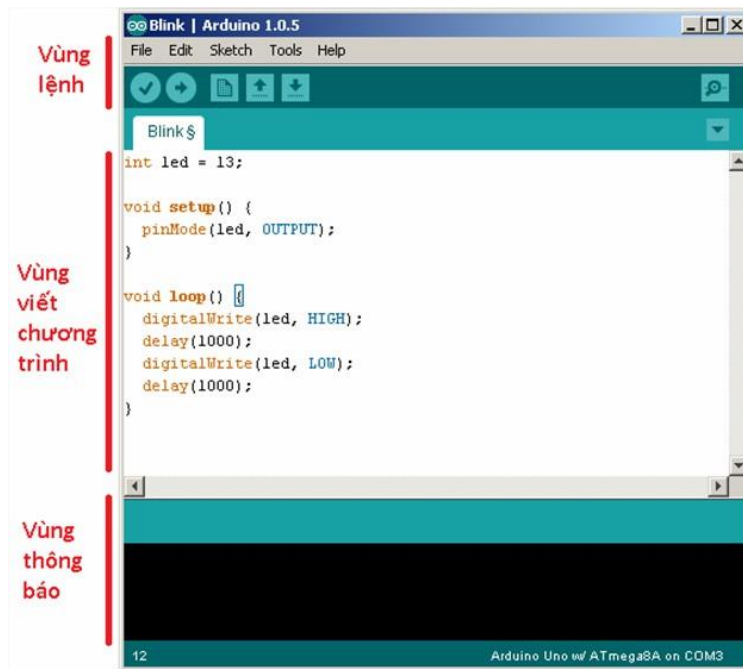 Blink | Arduino 1.0.5
Vùng
lệnh
File Edit Sketch Tools Help
Blink §
Vùng
viết
chương
trình
int led = 13;
void setup() {
  pinMode(led, OUTPUT);
}
void loop() {
  digitalWrite(led, HIGH);
  delay(1000);
  digitalWrite(led, LOW);
  delay(1000);
}
Vùng
thông
báo
12 Arduino Uno w/ ATmega8A on COM3